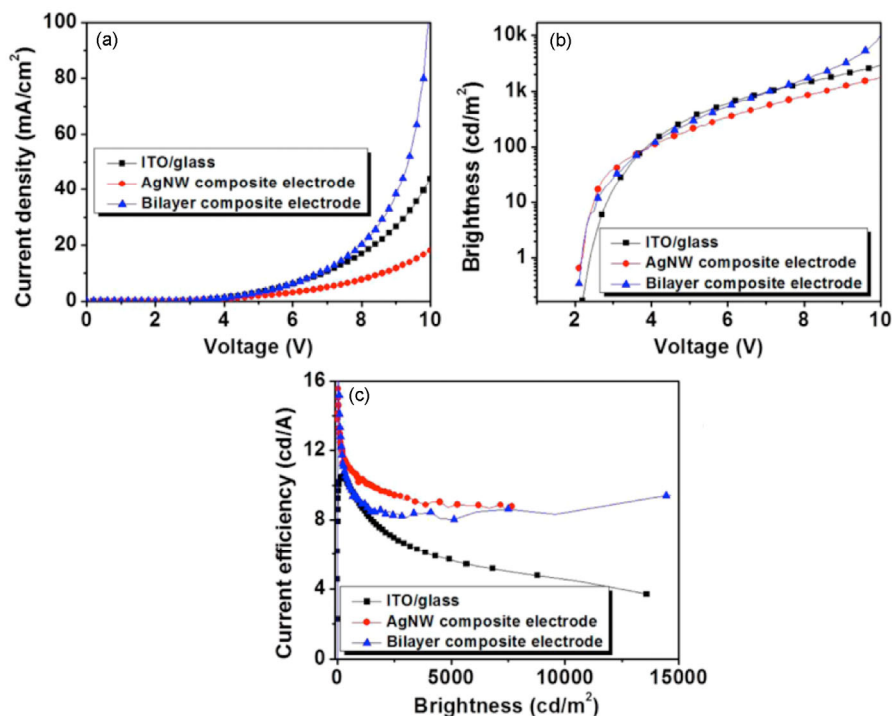 (a)
Current density (mA/cm²)
100
80
60
40
20
0
ITO/glass
AgNW composite electrode
Bilayer composite electrode
0 2 4 6 8 10
Voltage (V)
(b)
Brightness (cd/m²)
10k
1k
100
10
1
ITO/glass
AgNW composite electrode
Bilayer composite electrode
2 4 6 8 10
Voltage (V)
(c)
Current efficiency (cd/A)
16
12
8
4
0
ITO/glass
AgNW composite electrode
Bilayer composite electrode
0 5000 10000 15000
Brightness (cd/m²)